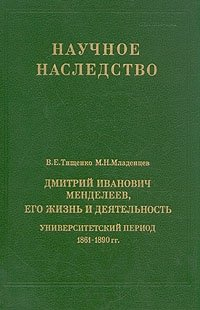 НАУЧНОЕ
НАСЛЕДСТВО
В.Е.Тищенко М.Н.Младенцев
ДМИТРИЙ ИВАНОВИЧ
МЕНДЕЛЕЕВ,
ЕГО ЖИЗНЬ И ДЕЯТЕЛЬНОСТЬ
УНИВЕРСИТЕТСКИЙ ПЕРИОД
1861-1890 гг.